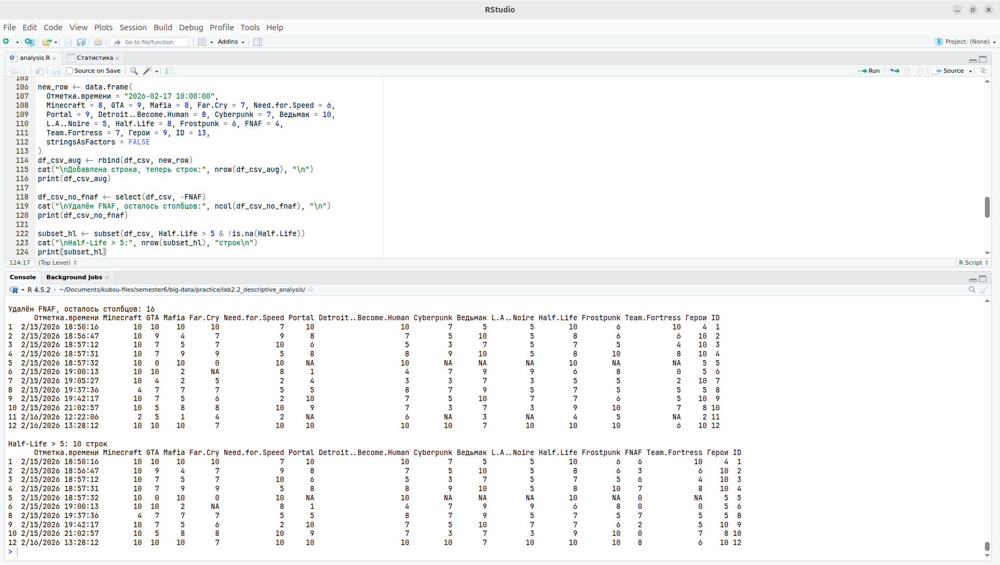 RStudio
File Edit Code View Plots Session Build Debug Profile Tools Help
Go to file/function Addins Project: (None)
analysis.R Статистика
Source on Save Run Source
105
106 new_row <- data.frame(
107   Отметка.времени = "2026-02-17 10:00:00",
108   Minecraft = 8, GTA = 9, Mafia = 8, Far.Cry = 7, Need.for.Speed = 6,
109   Portal = 9, Detroit..Become.Human = 8, Cyberpunk = 7, Ведьмак = 10,
110   L.A..Noire = 5, Half.Life = 8, Frostpunk = 6, FNAF = 4,
111   Team.Fortress = 7, Герои = 9, ID = 13,
112   stringsAsFactors = FALSE
113 )
114 df_csv_aug <- rbind(df_csv, new_row)
115 cat("\nДобавлена строка, теперь строк:", nrow(df_csv_aug), "\n")
116 print(df_csv_aug)
117
118 df_csv_no_fnaf <- select(df_csv, -FNAF)
119 cat("\nУдалён FNAF, осталось столбцов:", ncol(df_csv_no_fnaf), "\n")
120 print(df_csv_no_fnaf)
121
122 subset_hl <- subset(df_csv, Half.Life > 5 & !is.na(Half.Life))
123 cat("\nHalf-Life > 5:", nrow(subset_hl), "строк\n")
124 print(subset_hl)
124:17 (Top Level) R Script
Console Background Jobs
R 4.5.2 · ~/Documents/kubsu-files/semester6/big-data/practice/lab2.2_descriptive_analysis/
Удалён FNAF, осталось столбцов: 16
Отметка.времени Minecraft GTA Mafia Far.Cry Need.for.Speed Portal Detroit..Become.Human Cyberpunk Ведьмак L.A..Noire Half.Life Frostpunk Team.Fortress Герои ID
1 2/15/2026 18:50:16 10 10 10 10 7 10 10 7 5 5 10 6 10 4 1
2 2/15/2026 18:56:47 10 9 4 7 9 8 7 5 10 5 8 6 6 10 2
3 2/15/2026 18:57:12 10 7 5 7 10 6 5 3 7 5 7 5 4 10 3
4 2/15/2026 18:57:31 10 7 9 9 5 8 8 9 10 5 8 10 8 10 4
5 2/15/2026 18:57:32 10 0 10 0 10 NA 10 NA NA NA 10 NA NA 5 5
6 2/15/2026 19:00:13 10 10 2 NA 8 1 4 7 9 9 6 8 0 5 6
7 2/15/2026 19:05:27 10 4 2 5 2 4 3 3 7 3 5 5 2 10 7
8 2/15/2026 19:37:36 4 7 7 7 5 5 8 7 9 5 7 5 5 5 8
9 2/15/2026 19:42:17 10 7 5 6 2 10 7 5 10 7 7 6 5 10 9
10 2/15/2026 21:02:57 10 5 8 8 10 9 7 3 7 3 9 10 7 8 10
11 2/16/2026 12:22:06 2 5 1 4 2 NA 6 NA 3 NA 4 5 NA 2 11
12 2/16/2026 13:28:12 10 10 10 7 10 10 10 10 7 10 10 10 6 10 12
Half-Life > 5: 10 строк
Отметка.времени Minecraft GTA Mafia Far.Cry Need.for.Speed Portal Detroit..Become.Human Cyberpunk Ведьмак L.A..Noire Half.Life Frostpunk FNAF Team.Fortress Герои ID
1 2/15/2026 18:50:16 10 10 10 10 7 10 10 7 5 5 10 6 6 10 4 1
2 2/15/2026 18:56:47 10 9 4 7 9 8 7 5 10 5 8 6 3 6 10 2
3 2/15/2026 18:57:12 10 7 5 7 10 6 5 3 7 5 7 5 6 4 10 3
4 2/15/2026 18:57:31 10 7 9 9 5 8 8 9 10 5 8 10 7 8 10 4
5 2/15/2026 18:57:32 10 0 10 0 10 NA 10 NA NA NA 10 NA 0 NA 5 5
6 2/15/2026 19:00:13 10 10 2 NA 8 1 4 7 9 9 6 8 0 0 5 6
8 2/15/2026 19:37:36 4 7 7 7 5 5 8 7 9 5 7 5 7 5 5 8
9 2/15/2026 19:42:17 10 7 5 6 2 10 7 5 10 7 7 6 2 5 10 9
10 2/15/2026 21:02:57 10 5 8 8 10 9 7 3 7 3 9 10 0 7 8 10
12 2/16/2026 13:28:12 10 10 10 7 10 10 10 10 7 10 10 10 8 6 10 12
>